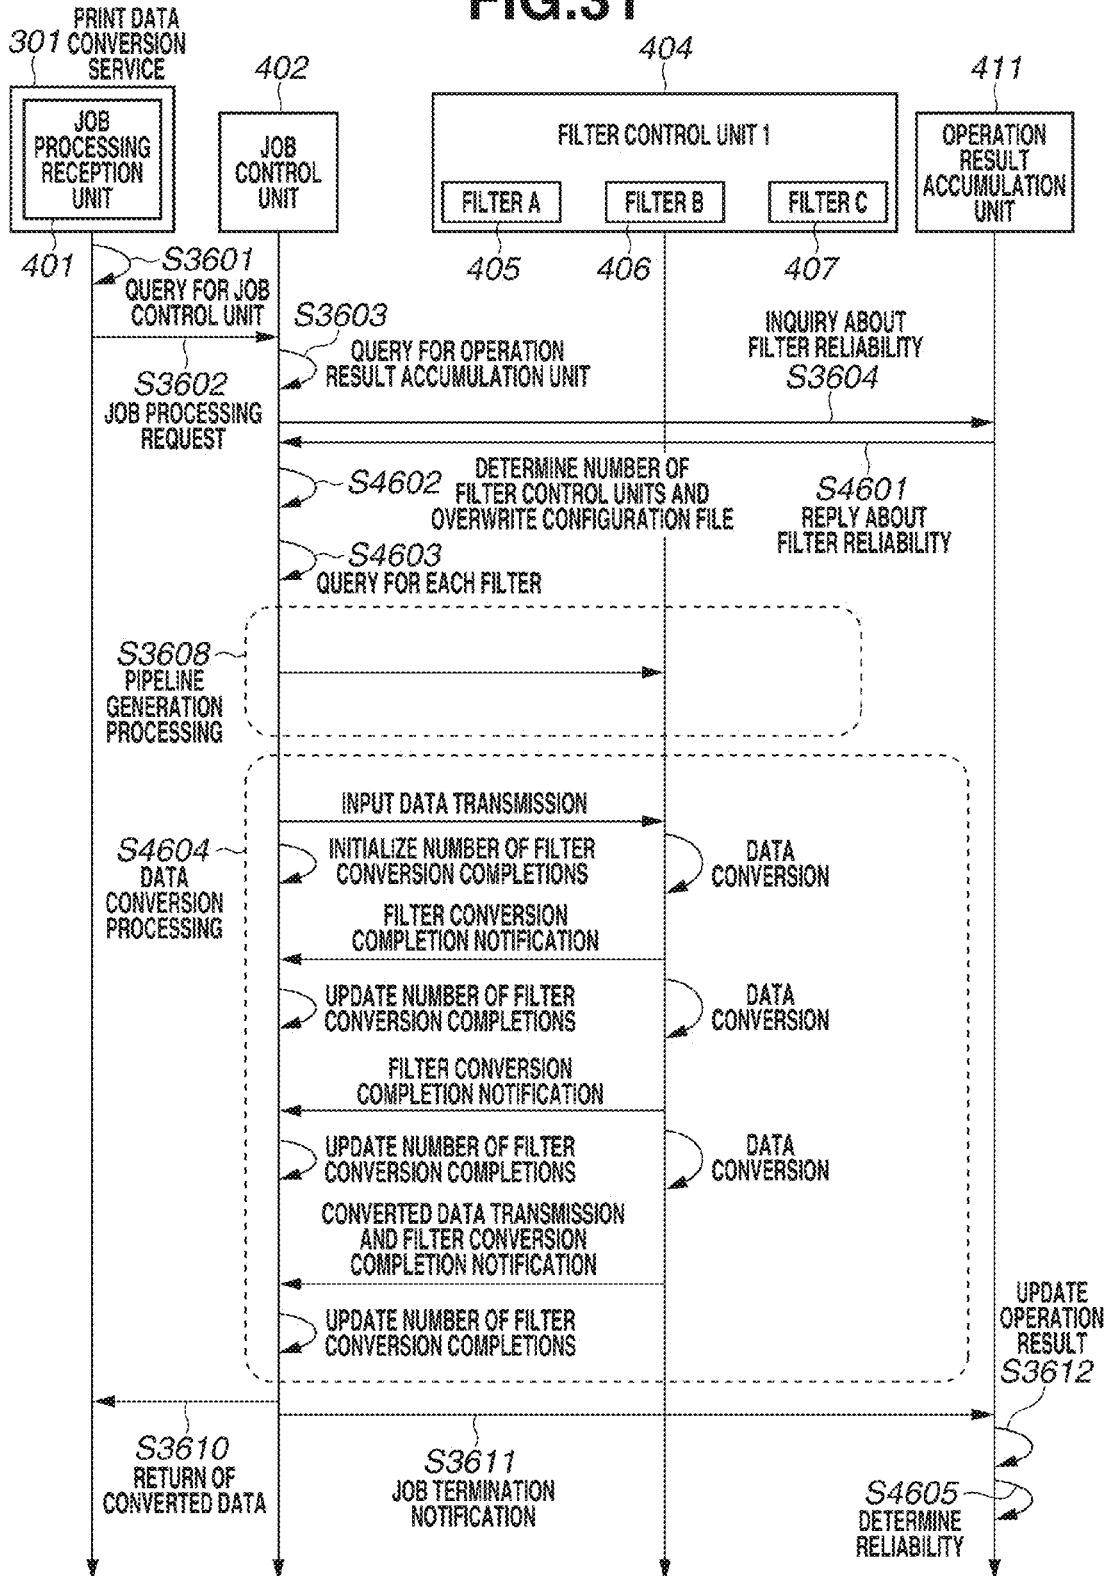 FIG.31
PRINT DATA
CONVERSION
SERVICE
301
402
404
411
JOB
PROCESSING
RECEPTION
UNIT
JOB
CONTROL
UNIT
FILTER CONTROL UNIT 1
FILTER A
FILTER B
FILTER C
OPERATION
RESULT
ACCUMULATION
UNIT
401
405
406
407
S3601
QUERY FOR JOB
CONTROL UNIT
S3602
JOB PROCESSING
REQUEST
S3603
QUERY FOR OPERATION
RESULT ACCUMULATION UNIT
INQUIRY ABOUT
FILTER RELIABILITY
S3604
S4601
REPLY ABOUT
FILTER RELIABILITY
S4602
DETERMINE NUMBER OF
FILTER CONTROL UNITS AND
OVERWRITE CONFIGURATION FILE
S4603
QUERY FOR EACH FILTER
S3608
PIPELINE
GENERATION
PROCESSING
S4604
DATA
CONVERSION
PROCESSING
INPUT DATA TRANSMISSION
INITIALIZE NUMBER OF FILTER
CONVERSION COMPLETIONS
DATA
CONVERSION
FILTER CONVERSION
COMPLETION NOTIFICATION
UPDATE NUMBER OF FILTER
CONVERSION COMPLETIONS
DATA
CONVERSION
FILTER CONVERSION
COMPLETION NOTIFICATION
UPDATE NUMBER OF FILTER
CONVERSION COMPLETIONS
DATA
CONVERSION
CONVERTED DATA TRANSMISSION
AND FILTER CONVERSION
COMPLETION NOTIFICATION
UPDATE NUMBER OF FILTER
CONVERSION COMPLETIONS
UPDATE
OPERATION
RESULT
S3612
S3610
RETURN OF
CONVERTED DATA
S3611
JOB TERMINATION
NOTIFICATION
S4605
DETERMINE
RELIABILITY